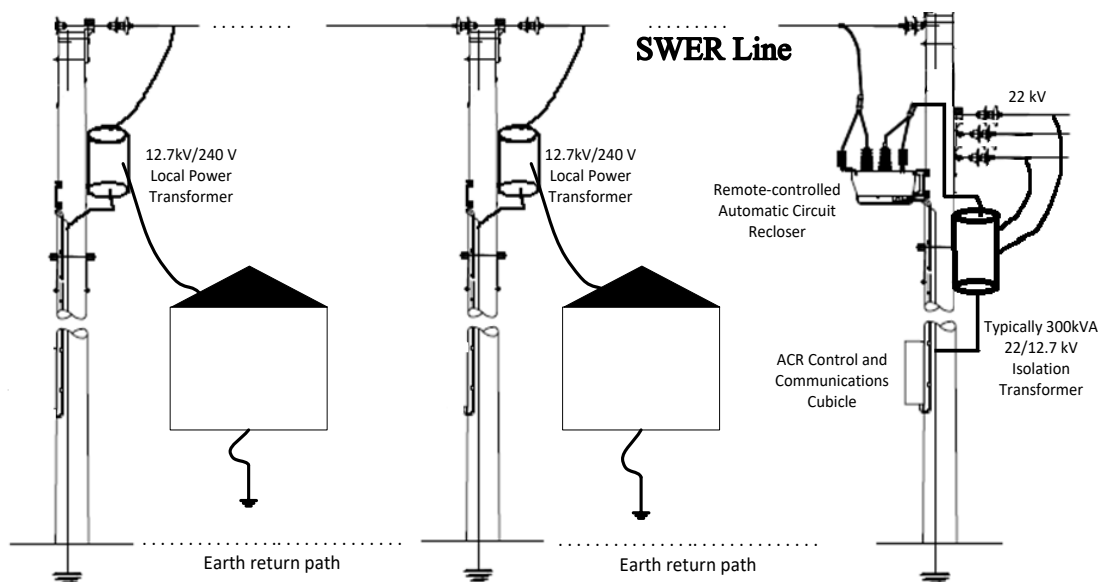 SWER Line
22 kV
12.7kV/240 V
Local Power
Transformer
12.7kV/240 V
Local Power
Transformer
Remote-controlled
Automatic Circuit
Recloser
Typically 300kVA
22/12.7 kV
Isolation
Transformer
ACR Control and
Communications
Cubicle
Earth return path
Earth return path